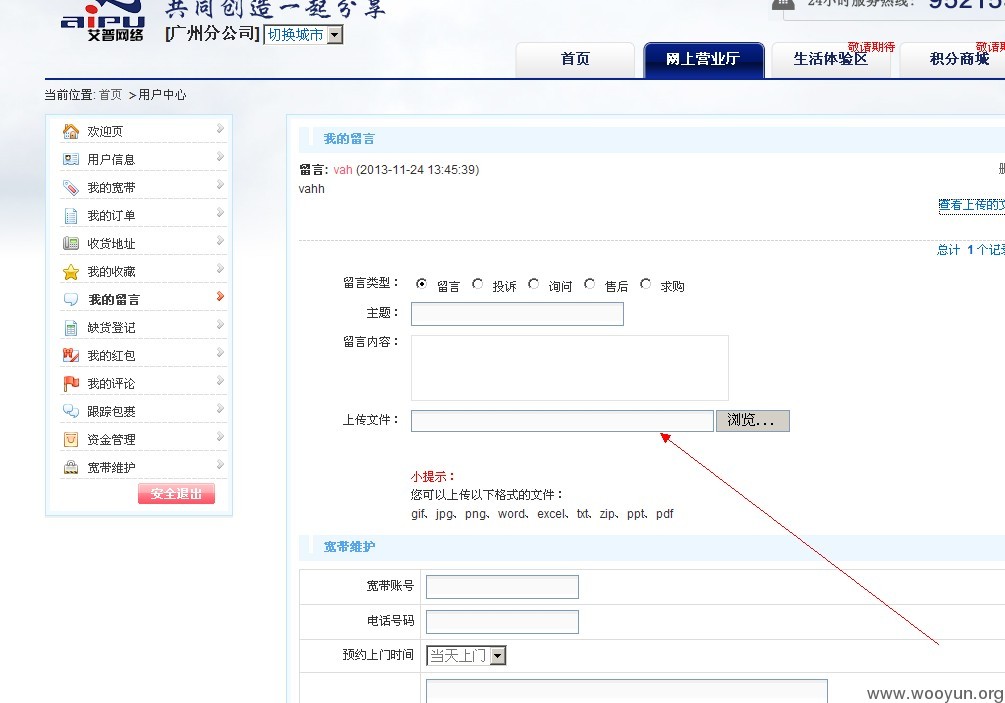 共同创造一起分享
24小时服务热线:
aipu
艾普网络
[广州分公司] 切换城市
首页
网上营业厅
生活体验区
敬请期待
积分商城
当前位置: 首页 > 用户中心
欢迎页
用户信息
我的宽带
我的订单
收货地址
我的收藏
我的留言
缺货登记
我的红包
我的评论
跟踪包裹
资金管理
宽带维护
安全退出
我的留言
留言: vah (2013-11-24 13:45:39)
vahh
查看上传的文
总计 1 个记录
留言类型: 留言 投诉 询问 售后 求购
主题:
留言内容:
上传文件: 浏览...
小提示:
您可以上传以下格式的文件:
gif、jpg、png、word、excel、txt、zip、ppt、pdf
宽带维护
宽带账号
电话号码
预约上门时间 当天上门
www.wooyun.org